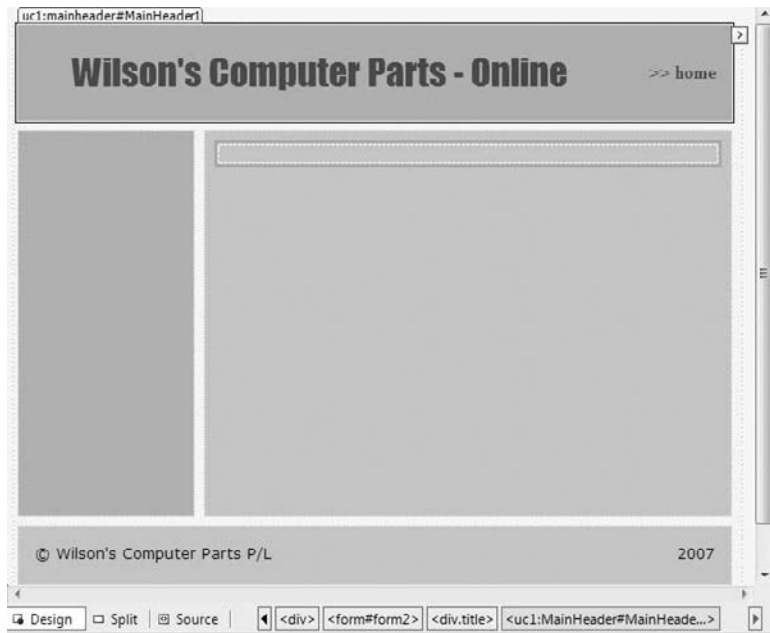 uc1:mainheader#MainHeader1
Wilson's Computer Parts - Online
>> home
© Wilson's Computer Parts P/L 2007
Design Split Source <div> <form#form2> <div.title> <uc1:MainHeader#MainHeade...>